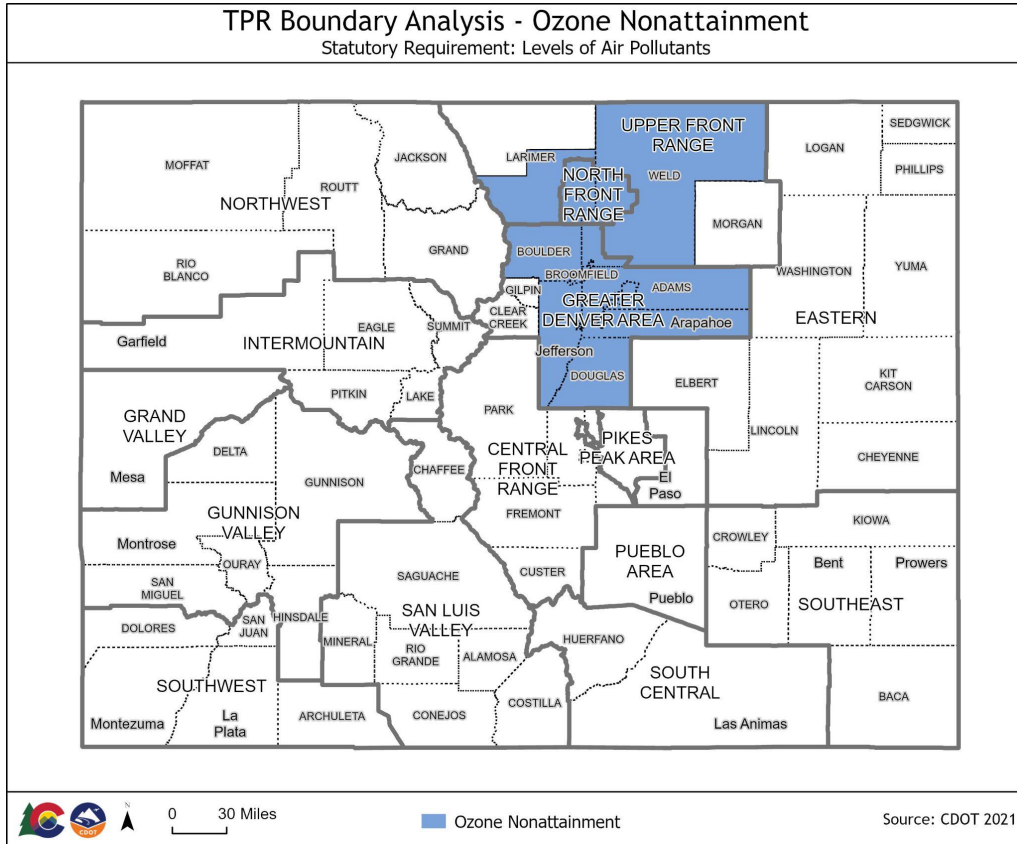 TPR Boundary Analysis - Ozone Nonattainment
Statutory Requirement: Levels of Air Pollutants
MOFFAT
ROUTT
NORTHWEST
JACKSON
LARIMER
UPPER FRONT
RANGE
WELD
NORTH
FRONT
RANGE
LOGAN
SEDGWICK
PHILLIPS
MORGAN
RIO
BLANCO
GRAND
BOULDER
BROOMFIELD
GILPIN
CLEAR
CREEK
ADAMS
GREATER
DENVER AREA
Arapahoe
WASHINGTON
YUMA
EASTERN
Garfield
EAGLE
INTERMOUNTAIN
SUMMIT
Jefferson
DOUGLAS
ELBERT
KIT
CARSON
PITKIN
LAKE
PARK
LINCOLN
GRAND
VALLEY
Mesa
DELTA
GUNNISON
CHAFFEE
CENTRAL
FRONT
RANGE
PIKES
PEAK AREA
El
Paso
CHEYENNE
GUNNISON
VALLEY
Montrose
OURAY
FREMONT
CROWLEY
KIOWA
SAN
MIGUEL
SAGUACHE
CUSTER
PUEBLO
AREA
Pueblo
Bent
Prowers
OTERO
SOUTHEAST
DOLORES
SAN
JUAN
HINSDALE
MINERAL
SAN LUIS
VALLEY
RIO
GRANDE
ALAMOSA
HUERFANO
SOUTHWEST
SOUTH
CENTRAL
Montezuma
La
Plata
ARCHULETA
CONEJOS
COSTILLA
Las Animas
BACA
CDOT
N
0 30 Miles
Ozone Nonattainment
Source: CDOT 2021